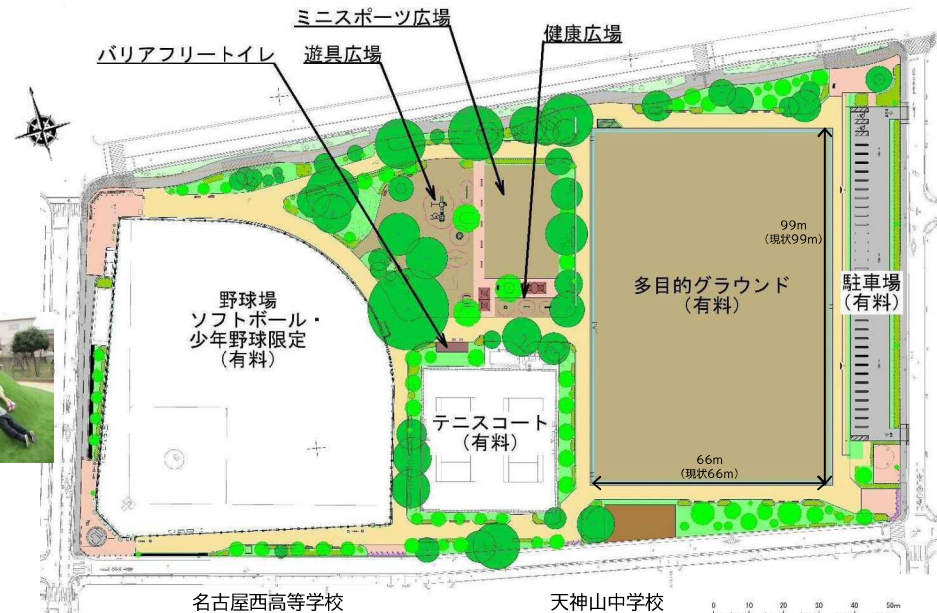 ミニスポーツ広場
バリアフリートイレ
遊具広場
健康広場
99m
(現状99m)
多目的グラウンド
(有料)
駐車場
(有料)
野球場
ソフトボール・
少年野球限定
(有料)
テニスコート
(有料)
66m
(現状66m)
名古屋西高等学校
天神山中学校
0 10 20 30 40 50m